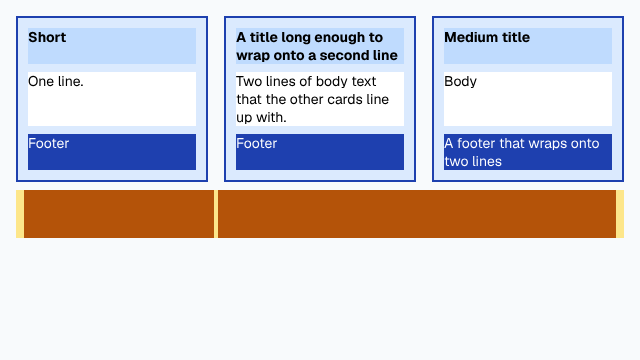 Short
One line.
Footer
A title long enough to
wrap onto a second line
Two lines of body text
that the other cards line
up with.
Footer
Medium title
Body
A footer that wraps onto
two lines